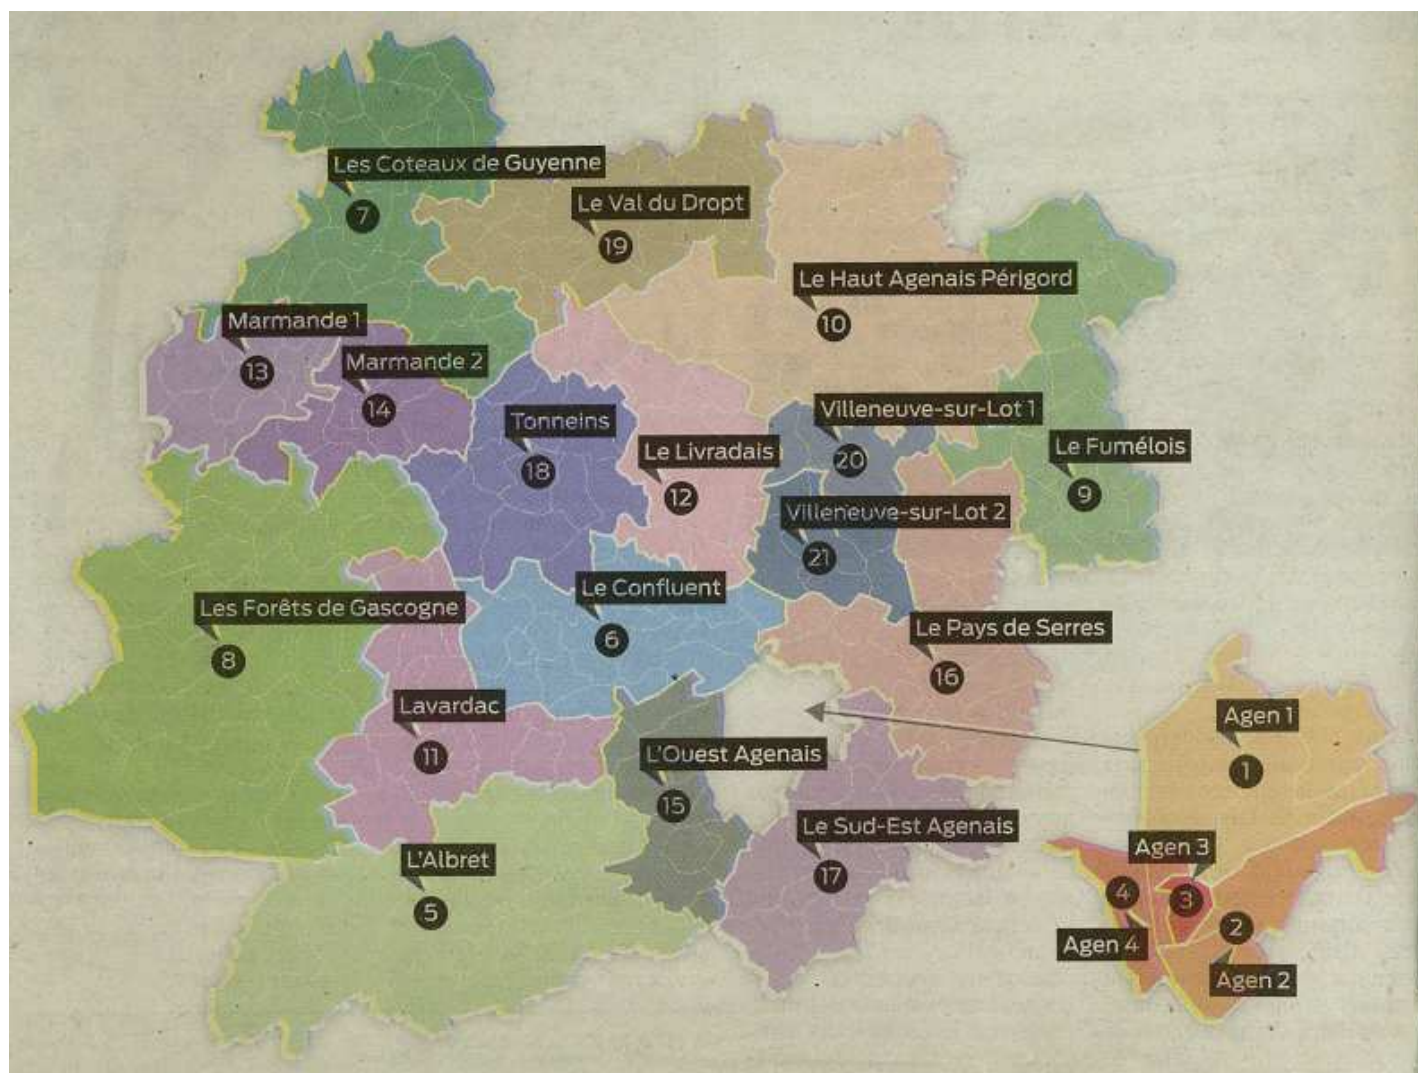 Les Coteaux de Guyenne
7
Le Val du Dropt
19
Le Haut Agenais Périgord
10
Marmande 1
13
Marmande 2
14
Tonneins
18
Villeneuve-sur-Lot 1
20
Le Livradais
12
Le Fumélois
9
Villeneuve-sur-Lot 2
21
Les Forêts de Gascogne
8
Le Confluent
6
Le Pays de Serres
16
Lavardac
11
L'Ouest Agenais
15
Agen 1
1
Le Sud-Est Agenais
17
L'Albret
5
Agen 3
3
4
Agen 4
2
Agen 2